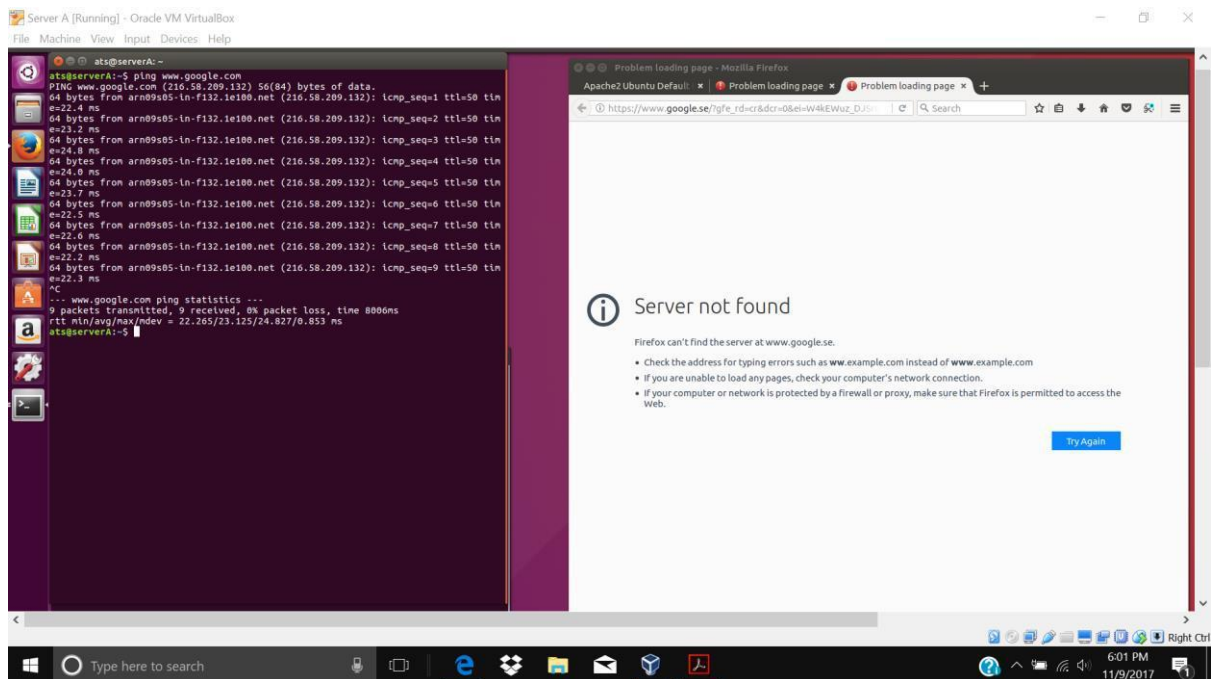 Server A [Running] - Oracle VM VirtualBox
File Machine View Input Devices Help
ats@serverA: ~
ats@serverA:~$ ping www.google.com
PING www.google.com (216.58.209.132) 56(84) bytes of data.
64 bytes from arn09s05-in-f132.1e100.net (216.58.209.132): icmp_seq=1 ttl=50 tim
e=22.4 ms
64 bytes from arn09s05-in-f132.1e100.net (216.58.209.132): icmp_seq=2 ttl=50 tim
e=23.2 ms
64 bytes from arn09s05-in-f132.1e100.net (216.58.209.132): icmp_seq=3 ttl=50 tim
e=24.8 ms
64 bytes from arn09s05-in-f132.1e100.net (216.58.209.132): icmp_seq=4 ttl=50 tim
e=24.0 ms
64 bytes from arn09s05-in-f132.1e100.net (216.58.209.132): icmp_seq=5 ttl=50 tim
e=23.7 ms
64 bytes from arn09s05-in-f132.1e100.net (216.58.209.132): icmp_seq=6 ttl=50 tim
e=22.5 ms
64 bytes from arn09s05-in-f132.1e100.net (216.58.209.132): icmp_seq=7 ttl=50 tim
e=22.6 ms
64 bytes from arn09s05-in-f132.1e100.net (216.58.209.132): icmp_seq=8 ttl=50 tim
e=22.2 ms
64 bytes from arn09s05-in-f132.1e100.net (216.58.209.132): icmp_seq=9 ttl=50 tim
e=22.3 ms
^C
--- www.google.com ping statistics ---
9 packets transmitted, 9 received, 0% packet loss, time 8006ms
rtt min/avg/max/mdev = 22.265/23.125/24.827/0.853 ms
ats@serverA:~$
Problem loading page - Mozilla Firefox
Apache2 Ubuntu Default Problem loading page Problem loading page
https://www.google.se/?gfe_rd=cr&dcr=0&ei=W4kEWuz_DJS Search
Server not found
Firefox can't find the server at www.google.se.
• Check the address for typing errors such as ww.example.com instead of www.example.com
• If you are unable to load any pages, check your computer's network connection.
• If your computer or network is protected by a firewall or proxy, make sure that Firefox is permitted to access the
Web.
Try Again
Right Ctrl
Type here to search
6:01 PM
11/9/2017